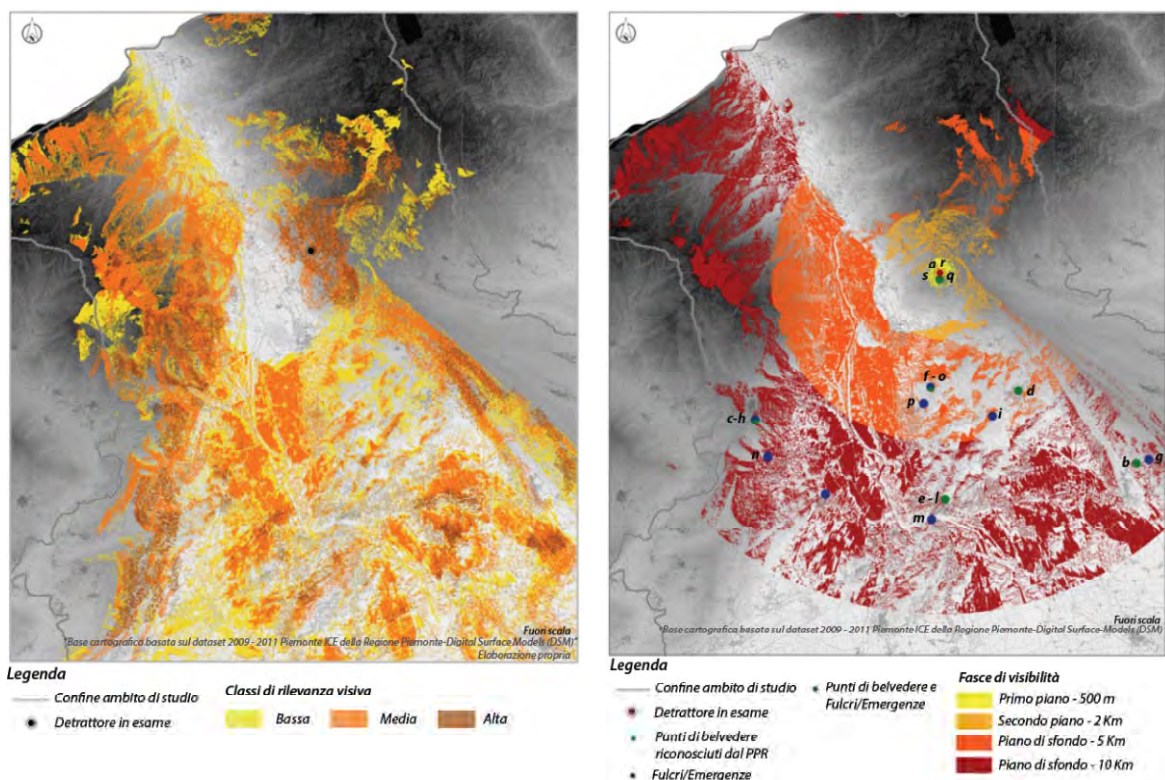 Fuori scala
"Base cartografica basata sul dataset 2009 - 2011 Piemonte ICE della Regione Piemonte-Digital Surface Models (DSM)"
Elaborazione propria
Legenda
Confine ambito di studio
Detrattore in esame
Classi di rilevanza visiva
Bassa
Media
Alta
a r
s q
f - o
d
p
i
c-h
n
b g
e - l
m
Fuori scala
"Base cartografica basata sul dataset 2009 - 2011 Piemonte ICE della Regione Piemonte-Digital Surface-Models (DSM)
Legenda
Confine ambito di studio
Detrattore in esame
Punti di belvedere
riconosciuti dal PPR
Fulcri/Emergenze
Punti di belvedere e
Fulcri/Emergenze
Fasce di visibilità
Primo piano - 500 m
Secondo piano - 2 Km
Piano di sfondo - 5 Km
Piano di sfondo - 10 Km